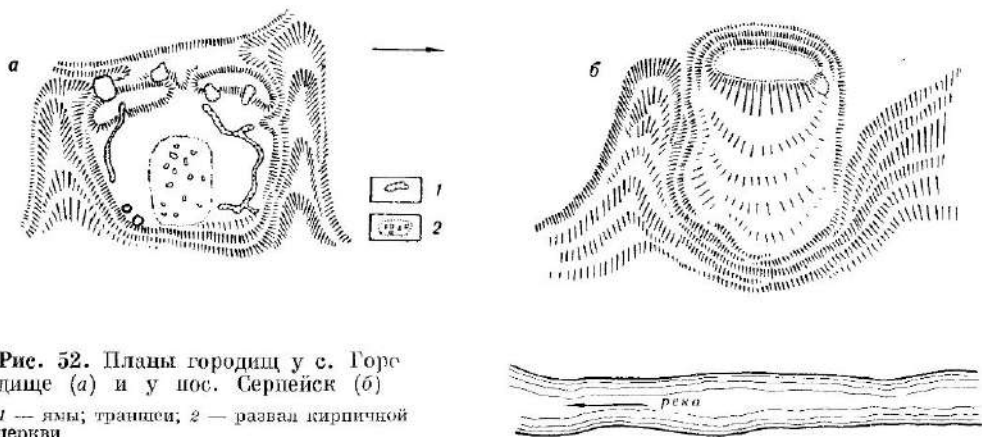 а
б
1
2
река
Рис. 52. Планы городищ у с. Горо
дище (а) и у пос. Серпейск (б)
1 — ямы; траншеи; 2 — развал кирпичной
церкви